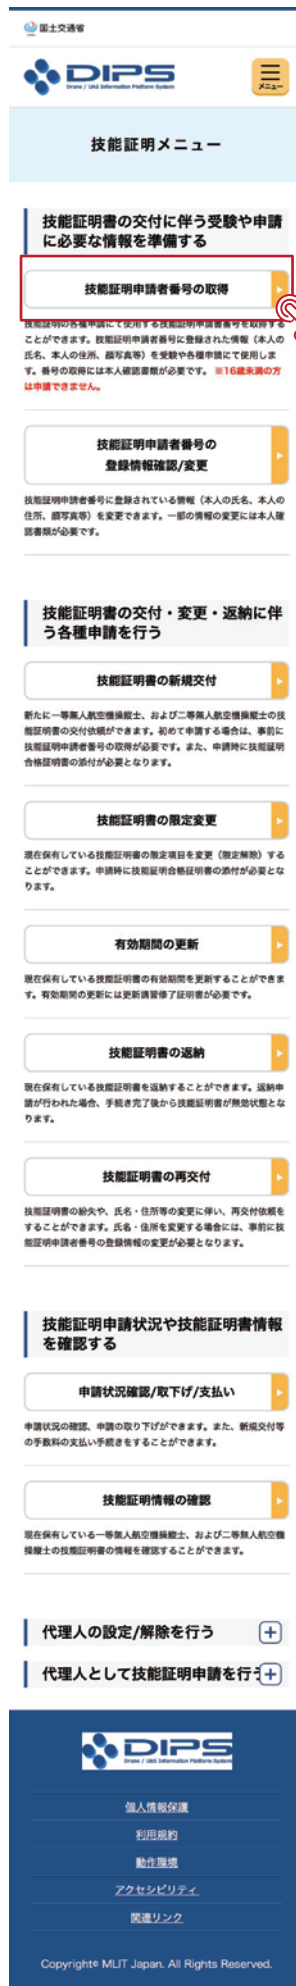 国土交通省
DIPS
Drone / UAS Information Platform System
メニュー
技能証明メニュー
技能証明書の交付に伴う受験や申請
に必要な情報を準備する
技能証明申請者番号の取得
技能証明の各種申請にて使用する技能証明申請者番号を取得する
ことができます。技能証明申請者番号に登録された情報（本人の
氏名、本人の住所、顔写真等）を受験や各種申請にて使用しま
す。番号の取得には本人確認書類が必要です。 ※16歳未満の方
は申請できません。
技能証明申請者番号の
登録情報確認/変更
技能証明申請者番号に登録されている情報（本人の氏名、本人の
住所、顔写真等）を変更できます。一部の情報の変更には本人確
認書類が必要です。
技能証明書の交付・変更・返納に伴
う各種申請を行う
技能証明書の新規交付
新たに一等無人航空機操縦士、および二等無人航空機操縦士の技
能証明書の交付依頼ができます。初めて申請する場合は、事前に
技能証明申請者番号の取得が必要です。また、申請時に技能証明
合格証明書の添付が必要となります。
技能証明書の限定変更
現在保有している技能証明書の限定項目を変更（限定解除）する
ことができます。申請時に技能証明合格証明書の添付が必要とな
ります。
有効期間の更新
現在保有している技能証明書の有効期間を更新することができま
す。有効期間の更新には更新講習修了証明書が必要です。
技能証明書の返納
現在保有している技能証明書を返納することができます。返納申
請が行われた場合、手続き完了後から技能証明書が無効状態とな
ります。
技能証明書の再交付
技能証明書の紛失や、氏名・住所等の変更に伴い、再交付依頼を
することができます。氏名・住所を変更する場合には、事前に技
能証明申請者番号の登録情報の変更が必要となります。
技能証明申請状況や技能証明書情報
を確認する
申請状況確認/取下げ/支払い
申請状況の確認、申請の取り下げができます。また、新規交付等
の手数料の支払い手続きをすることができます。
技能証明情報の確認
現在保有している一等無人航空機操縦士、および二等無人航空機
操縦士の技能証明書の情報を確認することができます。
代理人の設定/解除を行う
代理人として技能証明申請を行う
DIPS
Drone / UAS Information Platform System
個人情報保護
利用規約
動作環境
アクセシビリティ
関連リンク
Copyright© MLIT Japan. All Rights Reserved.